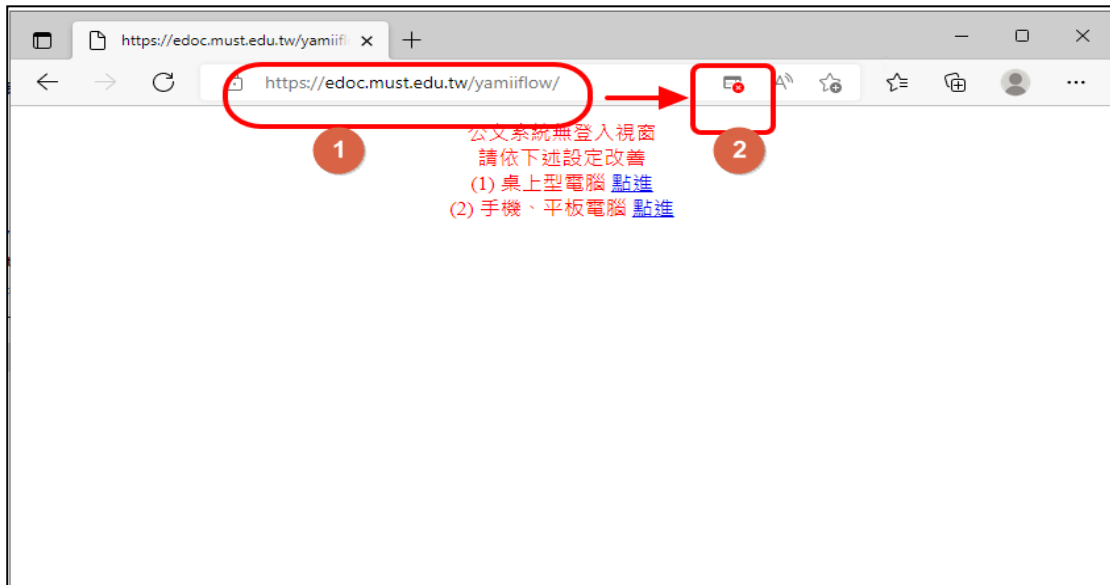 https://edoc.must.edu.tw/yamiifl
https://edoc.must.edu.tw/yamiiflow/
1
2
公文系統無登入視窗
請依下述設定改善
(1) 桌上型電腦 點進
(2) 手機、平板電腦 點進